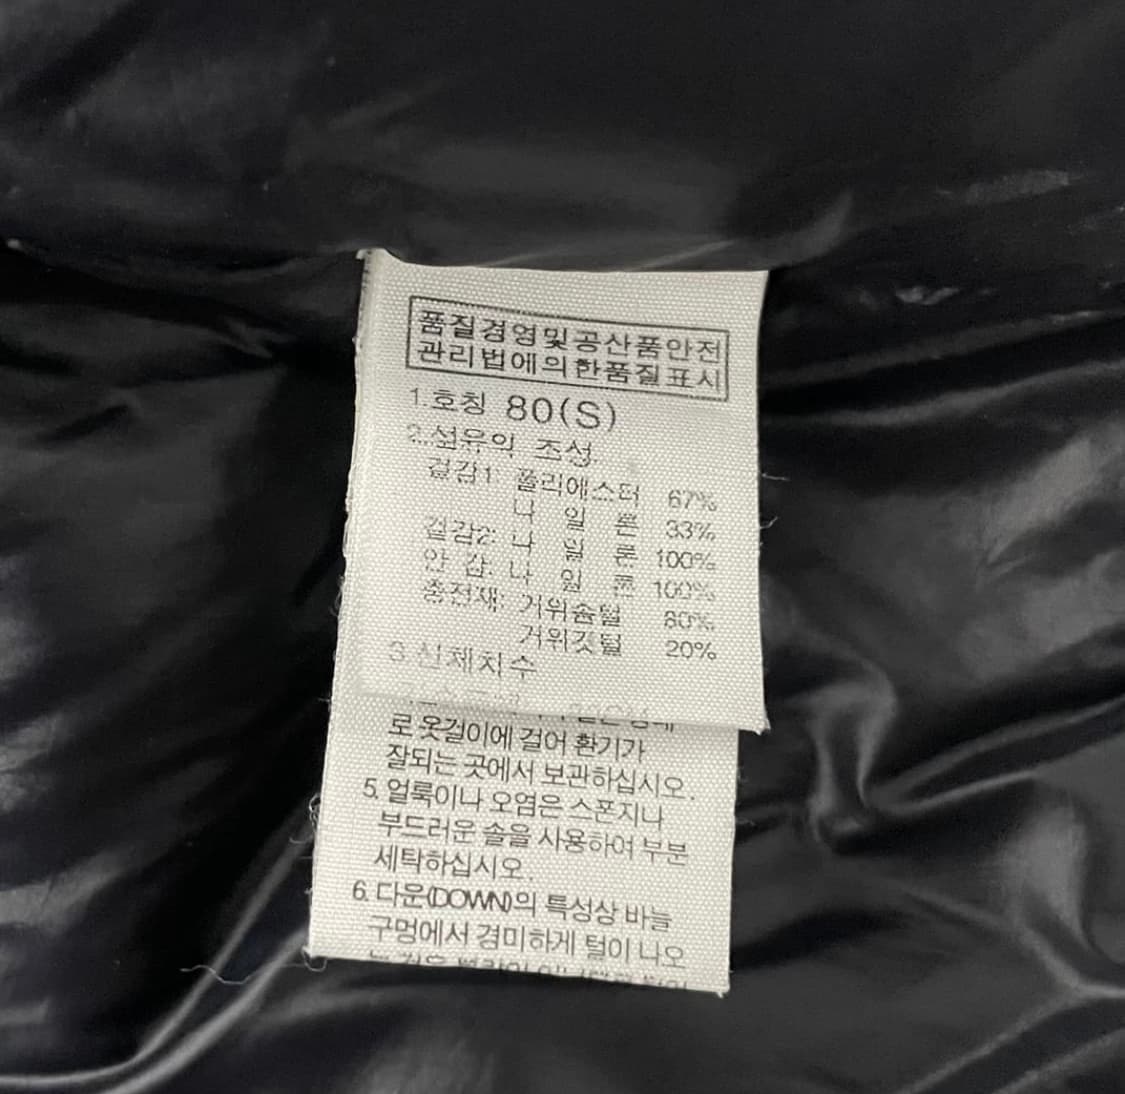 품질경영및공산품안전
관리법에의한품질표시
1.호칭 80(S)
2.섬유의 조성
겉감1: 폴리에스터 67%
나 일 론 33%
겉감2: 나 일 론 100%
안 감: 나 일 론 100%
충전재: 거위솜털 80%
거위깃털 20%
3.신체치수
로 옷걸이에 걸어 환기가
잘되는 곳에서 보관하십시오.
5. 얼룩이나 오염은 스폰지나
부드러운 솔을 사용하여 부분
세탁하십시오.
6. 다운(DOWN)의 특성상 바늘
구멍에서 경미하게 털이 나오